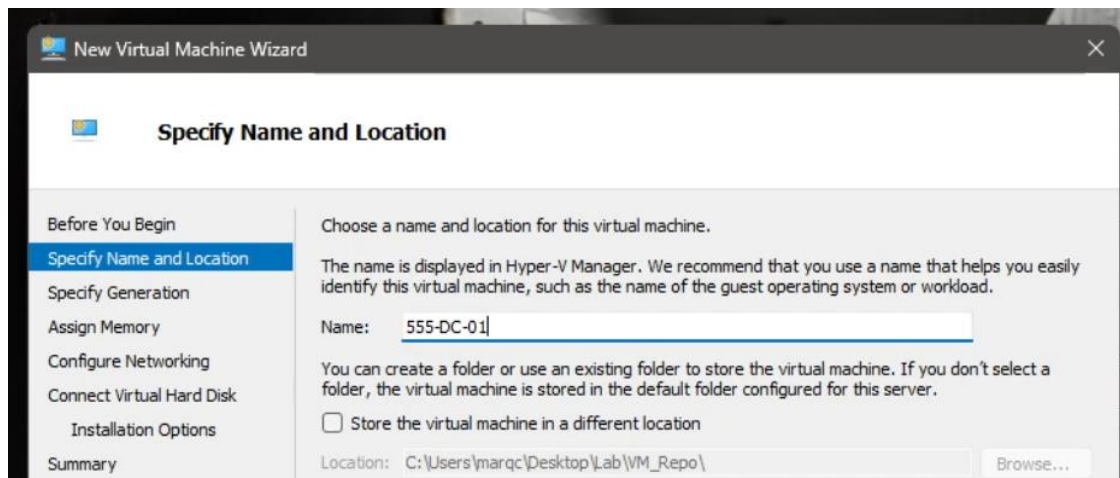 New Virtual Machine Wizard
Specify Name and Location
Before You Begin
Specify Name and Location
Specify Generation
Assign Memory
Configure Networking
Connect Virtual Hard Disk
Installation Options
Summary
Choose a name and location for this virtual machine.
The name is displayed in Hyper-V Manager. We recommend that you use a name that helps you easily
identify this virtual machine, such as the name of the guest operating system or workload.
Name: 555-DC-01
You can create a folder or use an existing folder to store the virtual machine. If you don't select a
folder, the virtual machine is stored in the default folder configured for this server.
Store the virtual machine in a different location
Location: C:\Users\marqc\Desktop\Lab\VM_Repo\ Browse...